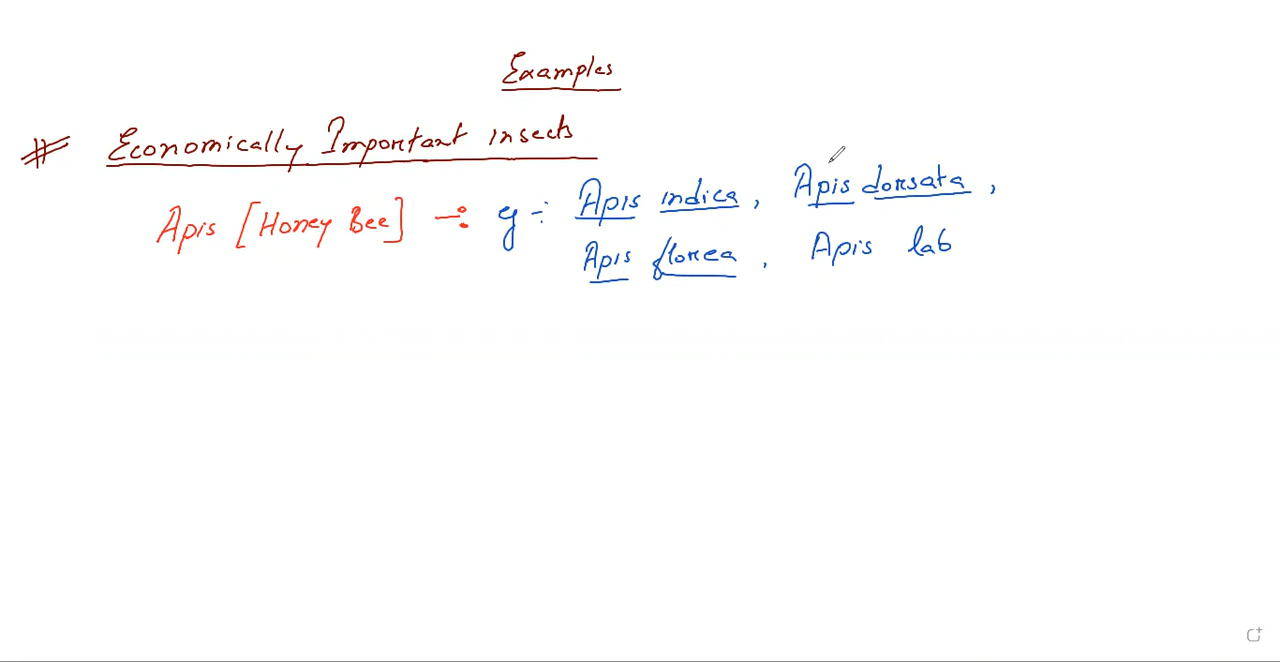 Examples
# Economically Important insects
Apis [Honey Bee] → eg ÷ Apis indica, Apis dorsata,
Apis florea, Apis lab